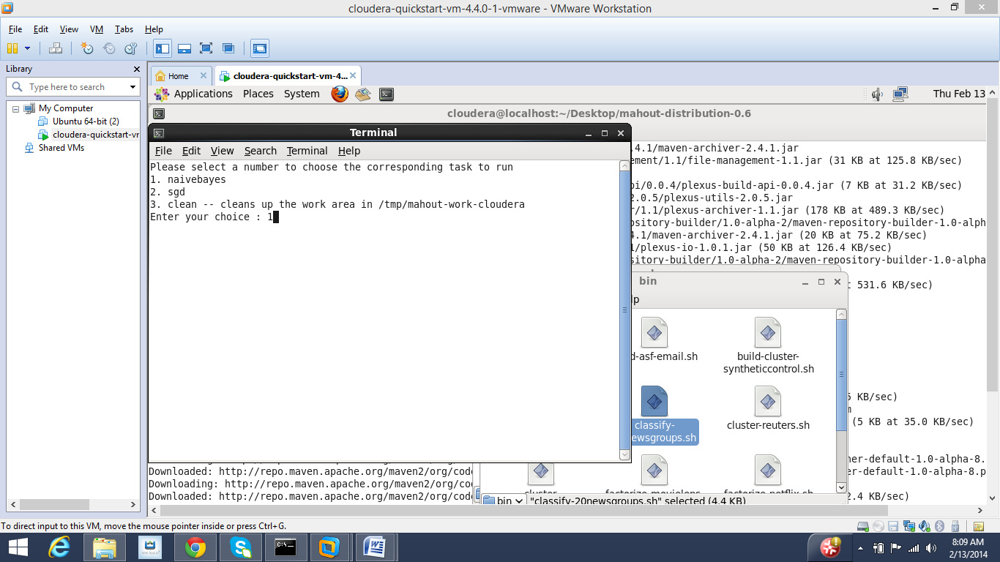 cloudera-quickstart-vm-4.4.0-1-vmware - VMware Workstation
File Edit View VM Tabs Help
Library
Type here to search
My Computer
Ubuntu 64-bit (2)
cloudera-quickstart-vr
Shared VMs
Home
cloudera-quickstart-vm-4...
Applications Places System
Thu Feb 13
cloudera@localhost:~/Desktop/mahout-distribution-0.6
Terminal
File Edit View Search Terminal Help
Please select a number to choose the corresponding task to run
1. naivebayes
2. sgd
3. clean -- cleans up the work area in /tmp/mahout-work-cloudera
Enter your choice : 1
.4.1/maven-archiver-2.4.1.jar
ement/1.1/file-management-1.1.jar (31 KB at 125.8 KB/sec)
pi/0.0.4/plexus-build-api-0.0.4.jar (7 KB at 31.2 KB/sec)
2.0.5/plexus-utils-2.0.5.jar
r/1.1/plexus-archiver-1.1.jar (178 KB at 489.3 KB/sec)
ository-builder/1.0-alpha-2/maven-repository-builder-1.0-alph
4.1/maven-archiver-2.4.1.jar (20 KB at 75.2 KB/sec)
1/plexus-io-1.0.1.jar (50 KB at 126.4 KB/sec)
sitory-builder/1.0-alpha-2/maven-repository-builder-1.0-alpha
t 531.6 KB/sec)
bin
lp
d-asf-email.sh
build-cluster-
syntheticcontrol.sh
classify-
ewsgroups.sh
cluster-reuters.sh
KB/sec)
(5 KB at 35.0 KB/sec)
ner-default-1.0-alpha-8.
-default-1.0-alpha-8.p
2.4 KB/sec)
cluster
factorize-movielens
factorize-netflix.sh
bin "classify-20newsgroups.sh" selected (4.4 KB)
Downloaded: http://repo.maven.apache.org/maven2/org/cod
Downloading: http://repo.maven.apache.org/maven2/org/co
Downloaded: http://repo.maven.apache.org/maven2/org/cod
To direct input to this VM, move the mouse pointer inside or press Ctrl+G.
8:09 AM
2/13/2014